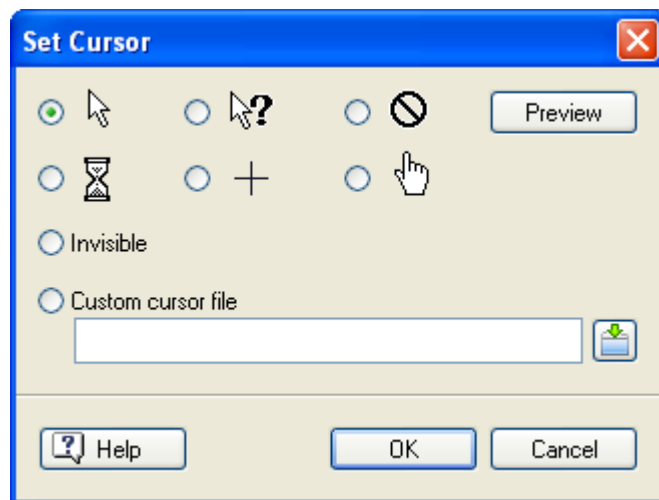 Set Cursor
Preview
Invisible
Custom cursor file
Help
OK
Cancel